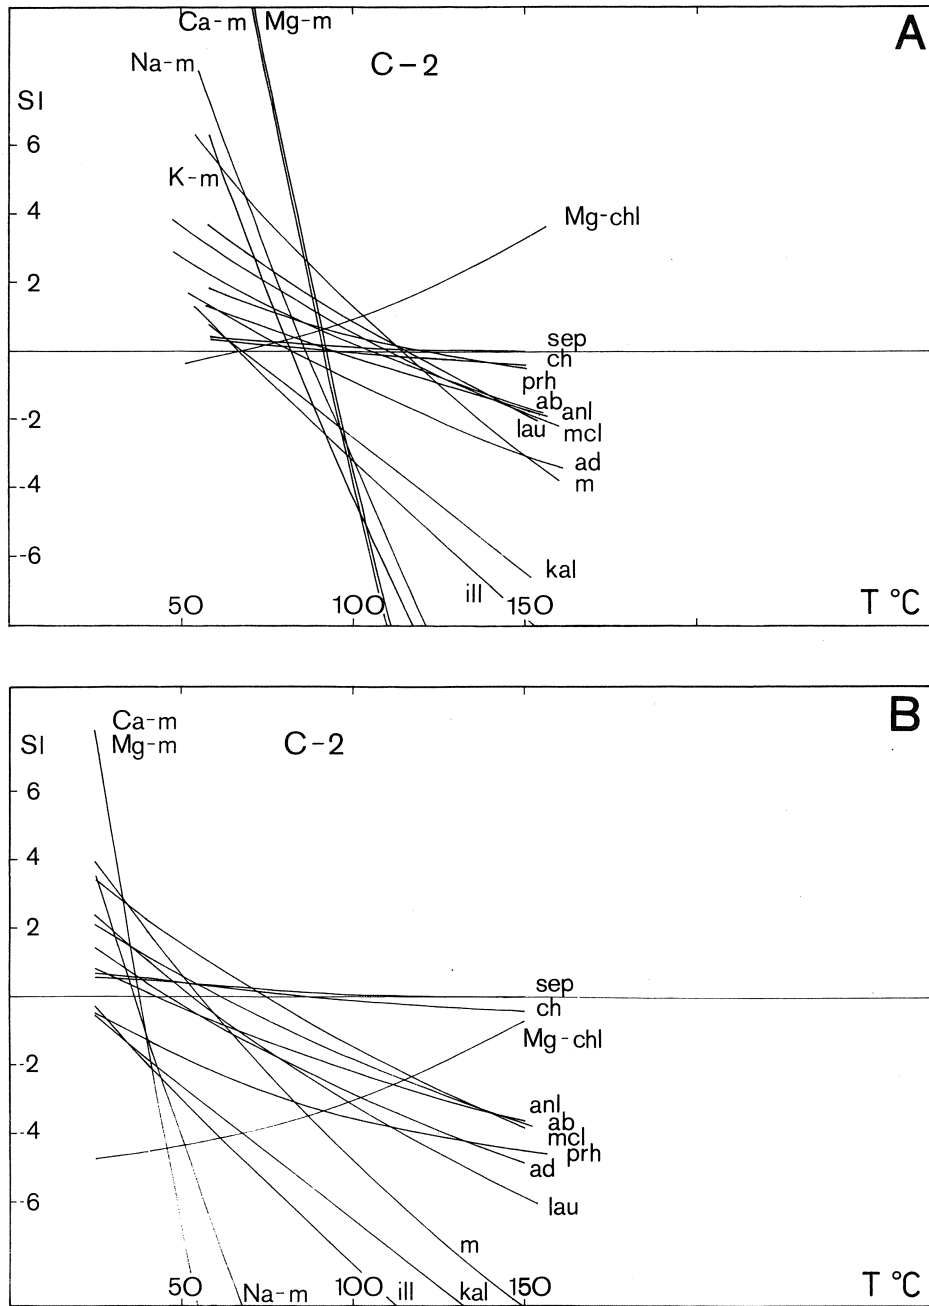 Ca-m Mg-m
A
Na-m
C-2
SI
6
K-m
4
Mg-chl
2
sep
ch
prh
ab
anl
-2
lau
mcl
ad
-4
m
-6
kal
ill
50
100
150
T °C
Ca-m
B
Mg-m
C-2
SI
6
4
2
sep
ch
Mg-chl
-2
anl
ab
mcl
-4
prh
ad
-6
lau
m
50
100
150
T °C
Na-m
ill
kal